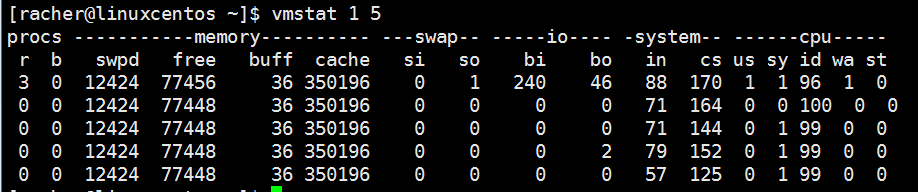 [racher@linuxcentos ~]$ vmstat 1 5
procs -----------memory---------- ---swap-- -----io---- -system-- ------cpu-----
 r  b   swpd   free   buff  cache   si   so    bi    bo   in   cs us sy id wa st
 3  0  12424  77456     36 350196    0    1   240    46   88  170  1  1 96  1  0
 0  0  12424  77448     36 350196    0    0     0     0   71  164  0  0 100  0  0
 0  0  12424  77448     36 350196    0    0     0     0   71  144  0  1 99  0  0
 0  0  12424  77448     36 350196    0    0     0     2   79  152  0  1 99  0  0
 0  0  12424  77448     36 350196    0    0     0     0   57  125  0  1 99  0  0
[racher@linuxcentos ~]$